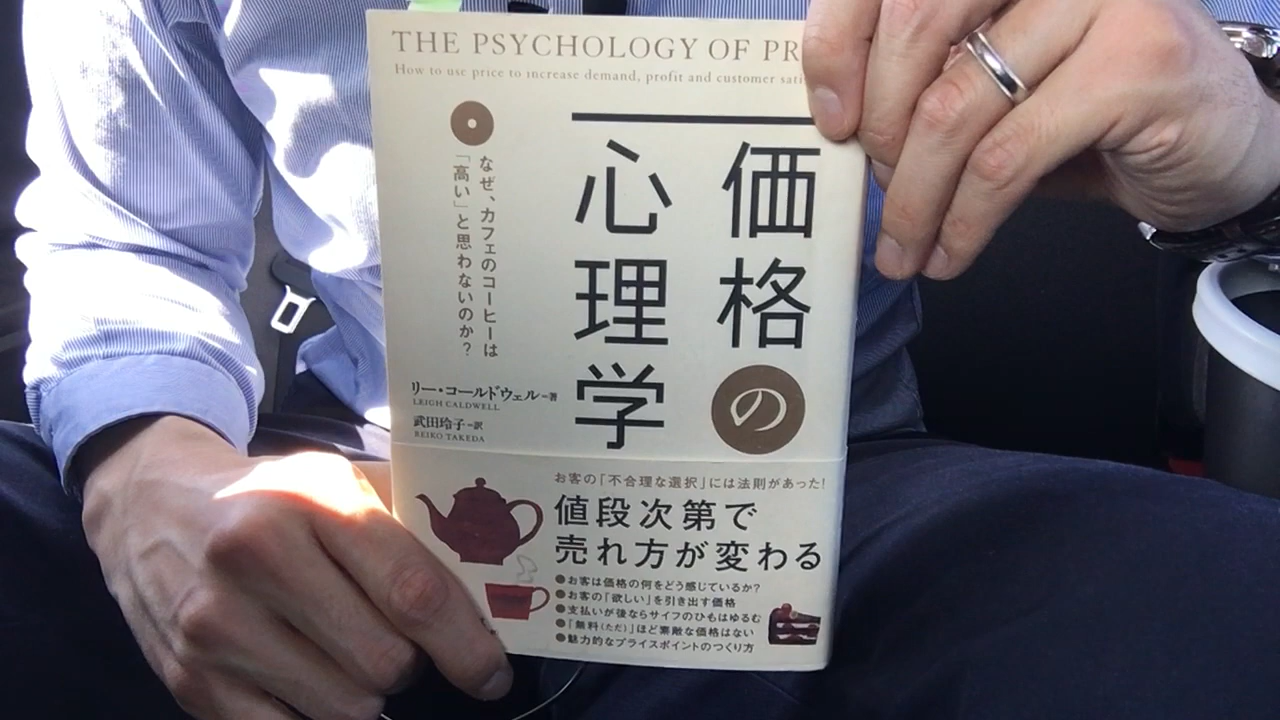 THE PSYCHOLOGY OF PR
How to use price to increase demand, profit and customer sati
価格の
心理学
なぜ、カフェのコーヒーは
「高い」と思わないのか?
リー・コールドウェル=著
LEIGH CALDWELL
武田玲子=訳
REIKO TAKEDA
お客の「不合理な選択」には法則があった!
値段次第で
売れ方が変わる
●お客は価格の何をどう感じているか?
●お客の「欲しい」を引き出す価格
●支払いが後ならサイフのひもはゆるむ
●「無料(ただ)」ほど素敵な価格はない
●魅力的なプライスポイントのつくり方